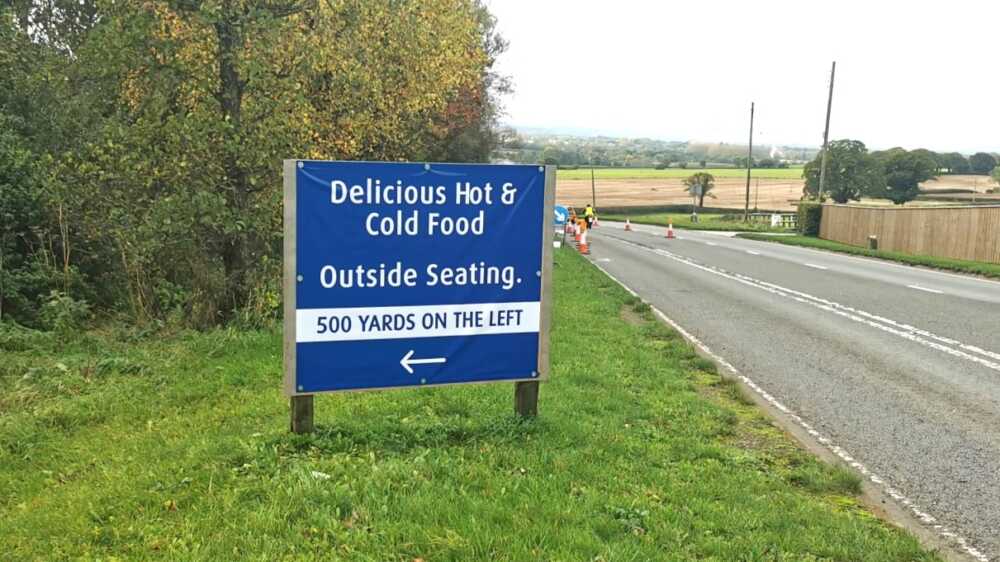 Delicious Hot &
Cold Food
Outside Seating.
500 YARDS ON THE LEFT